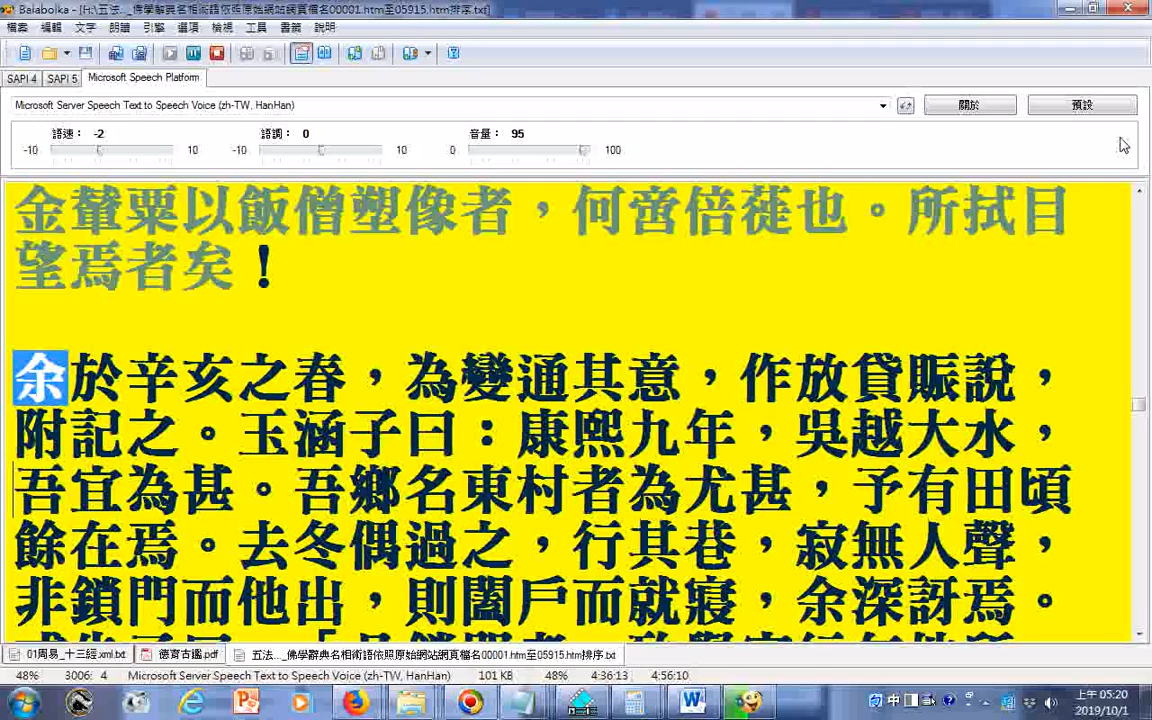 Balabolka - [H:\五法..._佛學辭典名相術語依照原始網站網頁檔名00001.htm至05915.htm排序.txt]
檔案 編輯 文字 朗讀 引擎 選項 檢視 工具 書籤 說明
SAPI 4 SAPI 5 Microsoft Speech Platform
Microsoft Server Speech Text to Speech Voice (zh-TW, HanHan) 關於 預設
語速： -2 語調： 0 音量： 95
-10 10 -10 10 0 100
金輦粟以飯僧塑像者，何啻倍蓰也。所拭目
望焉者矣！
余於辛亥之春，為變通其意，作放貸賑說，
附記之。玉涵子曰：康熙九年，吳越大水，
吾宜為甚。吾鄉名東村者為尤甚，予有田頃
餘在焉。去冬偶過之，行其巷，寂無人聲，
非鎖門而他出，則闔戶而就寢，余深訝焉。
01周易_十三經.xml.txt 德育古鑑.pdf 五法..._佛學辭典名相術語依照原始網站網頁檔名00001.htm至05915.htm排序.txt
48% 3006: 4 Microsoft Server Speech Text to Speech Voice (zh-TW, HanHan) 101 KB 48% 4:36:13 4:56:10
中 上午 05:20
2019/10/1